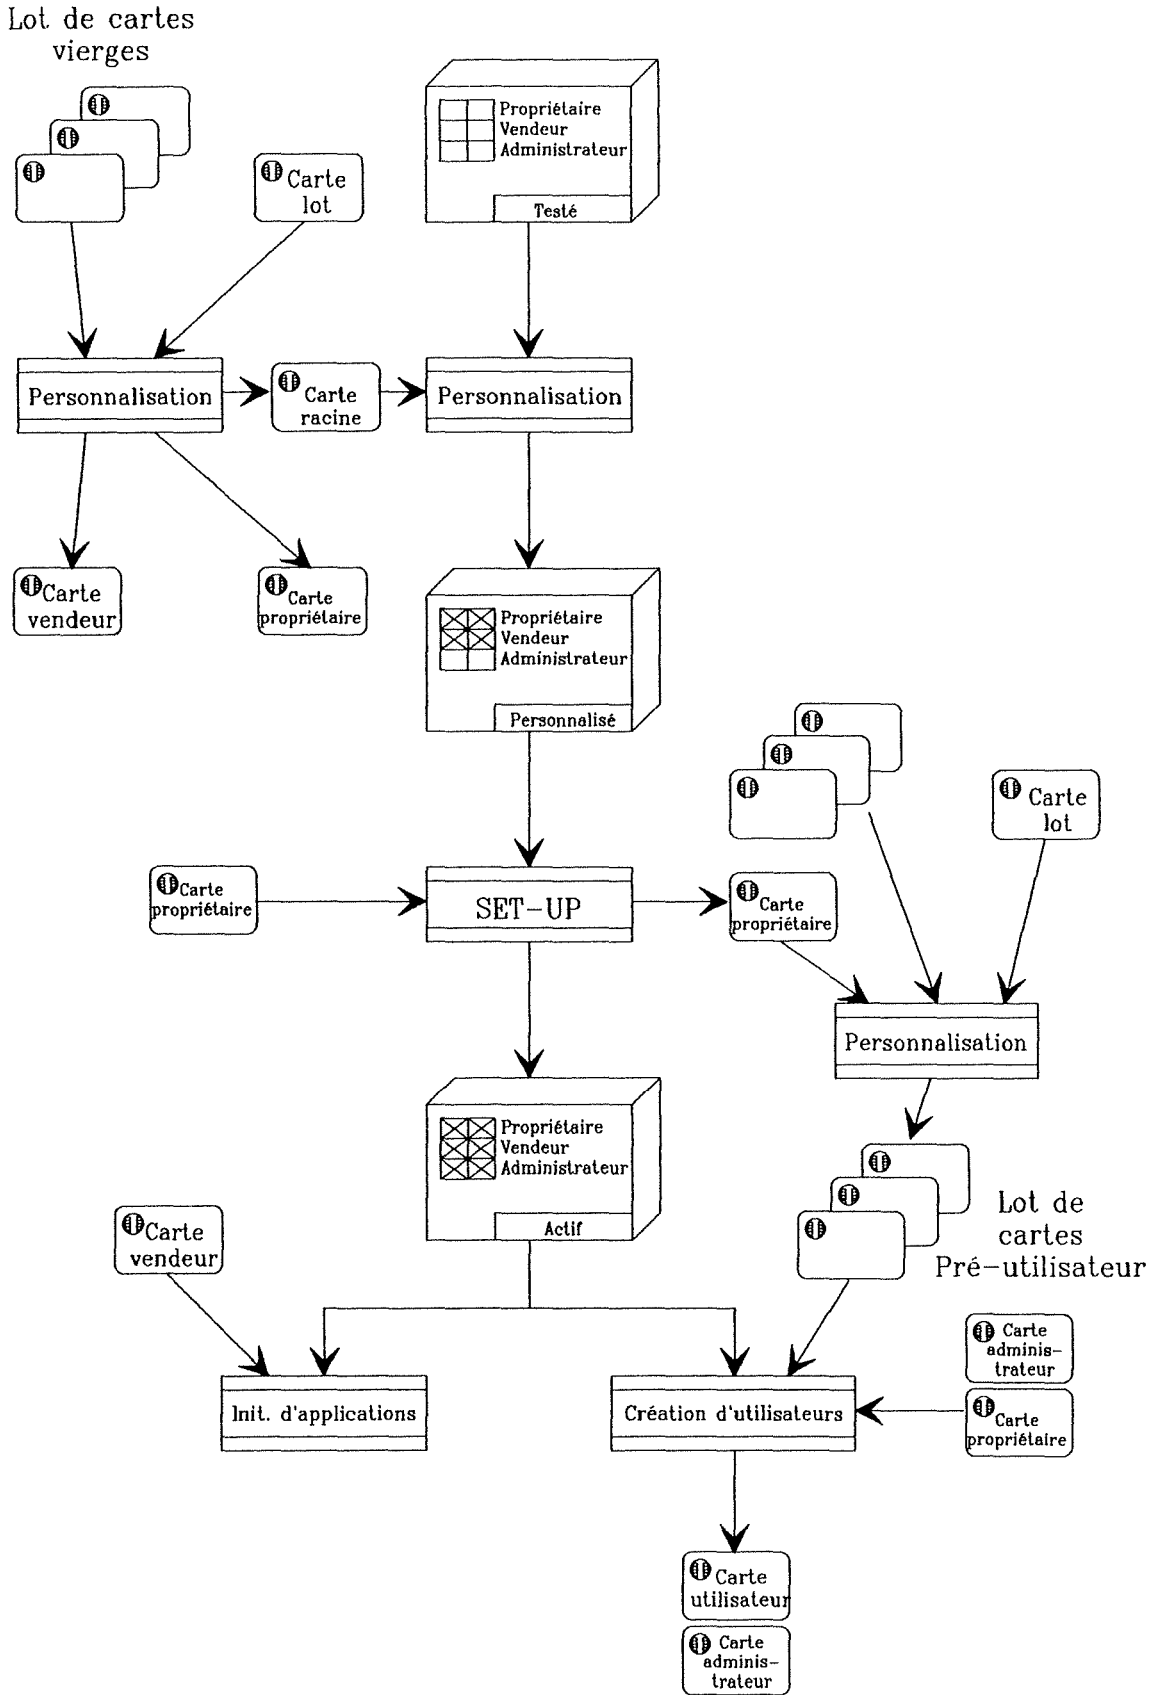 Lot de cartes
vierges
Propriétaire
Vendeur
Administrateur
Testé
Carte
lot
Personnalisation
Carte
racine
Personnalisation
Carte
vendeur
Carte
propriétaire
Propriétaire
Vendeur
Administrateur
Personnalisé
Carte
lot
Carte
propriétaire
SET-UP
Carte
propriétaire
Personnalisation
Propriétaire
Vendeur
Administrateur
Actif
Carte
vendeur
Lot de
cartes
Pré-utilisateur
Carte
adminis-
trateur
Carte
propriétaire
Init. d'applications
Création d'utilisateurs
Carte
utilisateur
Carte
adminis-
trateur